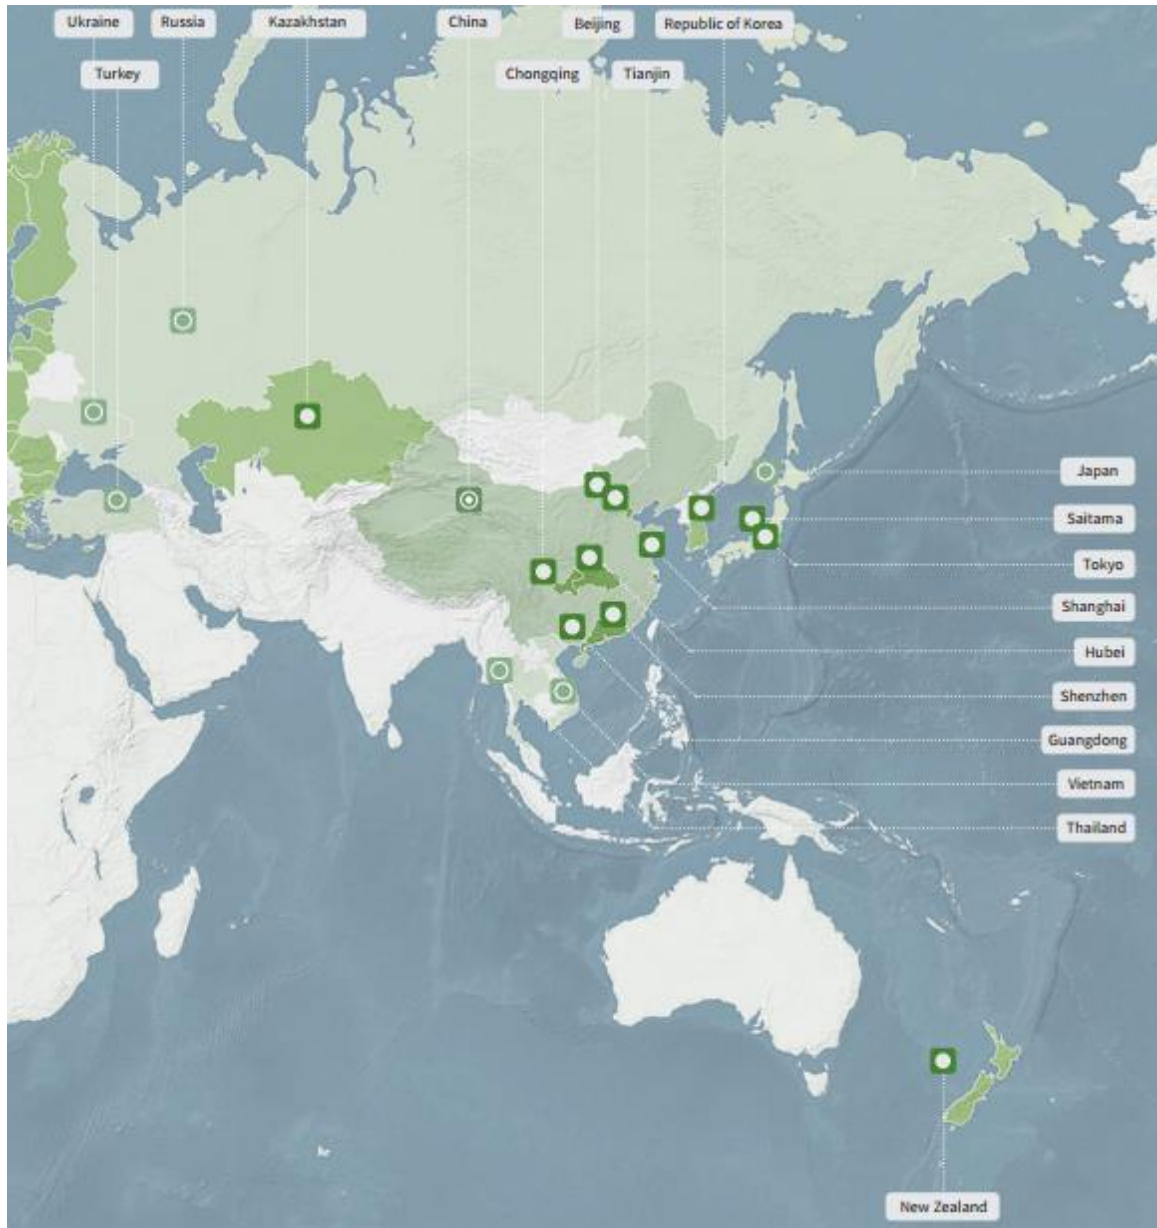 Ukraine
Russia
Kazakhstan
China
Beijing
Republic of Korea
Turkey
Chongqing
Tianjin
Japan
Saitama
Tokyo
Shanghai
Hubei
Shenzhen
Guangdong
Vietnam
Thailand
New Zealand